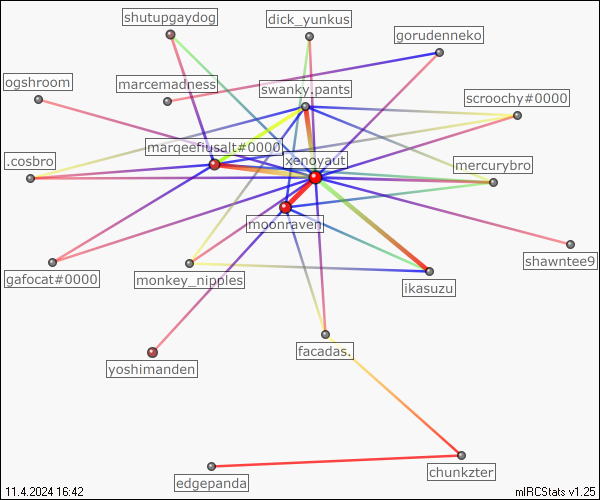 shutupgaydog
dick_yunkus
gorudenneko
ogshroom
marcemadness
swanky.pants
scroochy#0000
marqeefiusalt#0000
xenoyaut
.cosbro
mercurybro
moonraven
shawntee9
gafocat#0000
monkey_nipples
ikasuzu
facadas.
yoshimanden
chunkzter
edgepanda
11.4.2024 16:42
mIRCStats v1.25